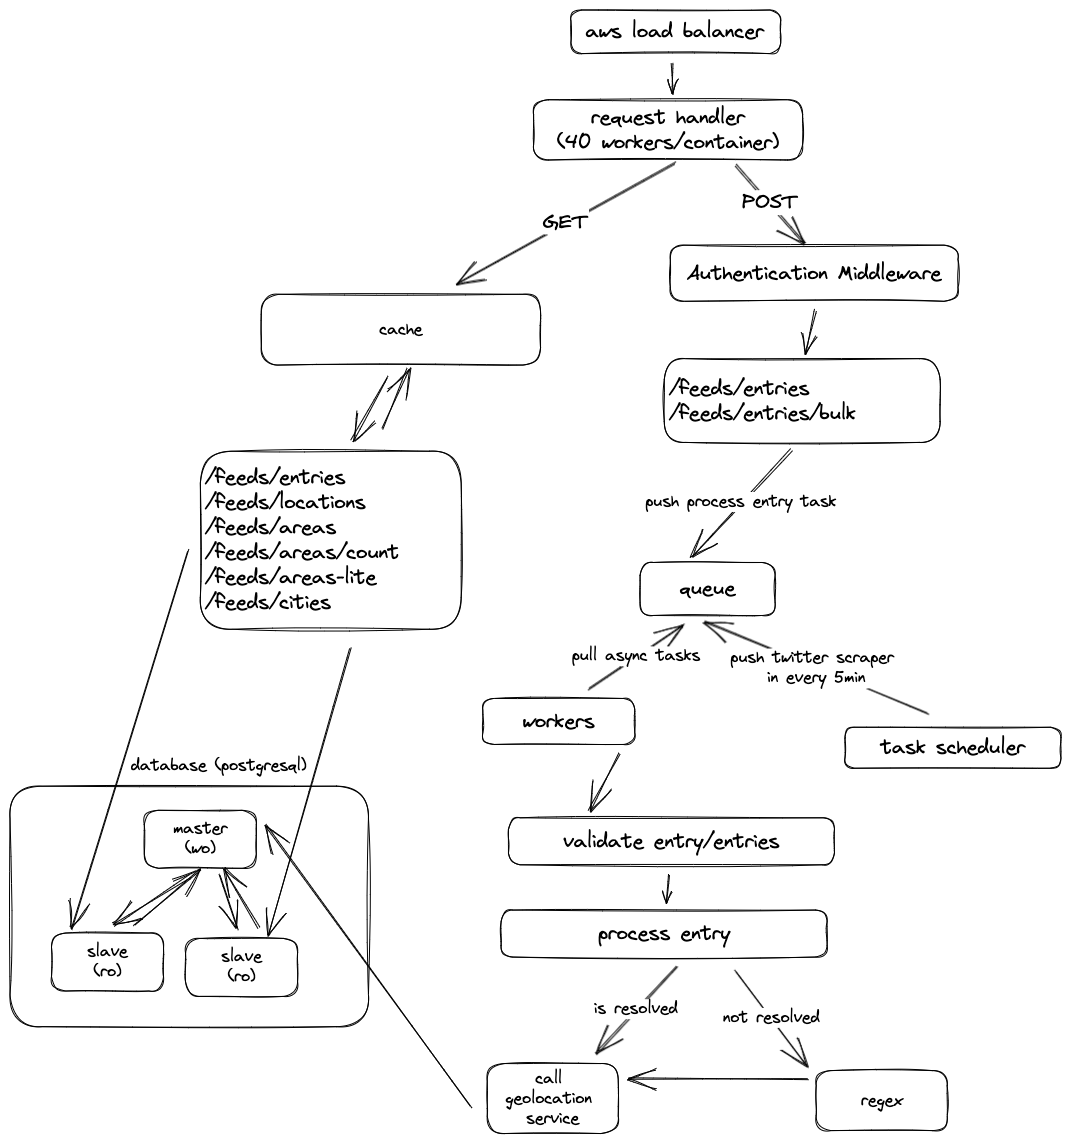 aws load balancer
request handler
(40 workers/container)
GET
POST
Authentication Middleware
cache
/feeds/entries
/feeds/entries/bulk
/feeds/entries
/feeds/locations
/feeds/areas
/feeds/areas/count
/feeds/areas-lite
/feeds/cities
push process entry task
queue
pull async tasks
push twitter scraper
in every 5min
workers
task scheduler
database (postgresql)
master
(wo)
slave
(ro)
slave
(ro)
validate entry/entries
process entry
is resolved
not resolved
call
geolocation
service
regex